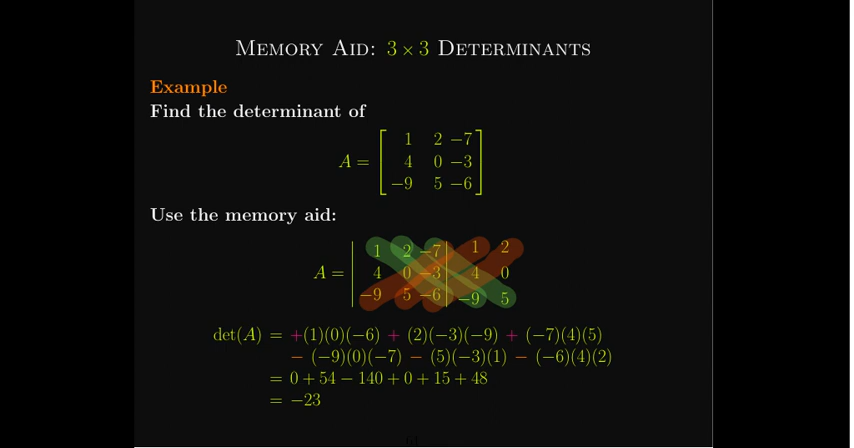 MEMORY AID: 3 × 3 DETERMINANTS
Example
Find the determinant of
1 2 −7
A = [ 4 0 −3 ]
−9 5 −6
Use the memory aid:
1 2 −7 1 2
A = | 4 0 −3 | 4 0
−9 5 −6 −9 5
det(A) = +(1)(0)(−6) + (2)(−3)(−9) + (−7)(4)(5)
− (−9)(0)(−7) − (5)(−3)(1) − (−6)(4)(2)
= 0 + 54 − 140 + 0 + 15 + 48
= −23